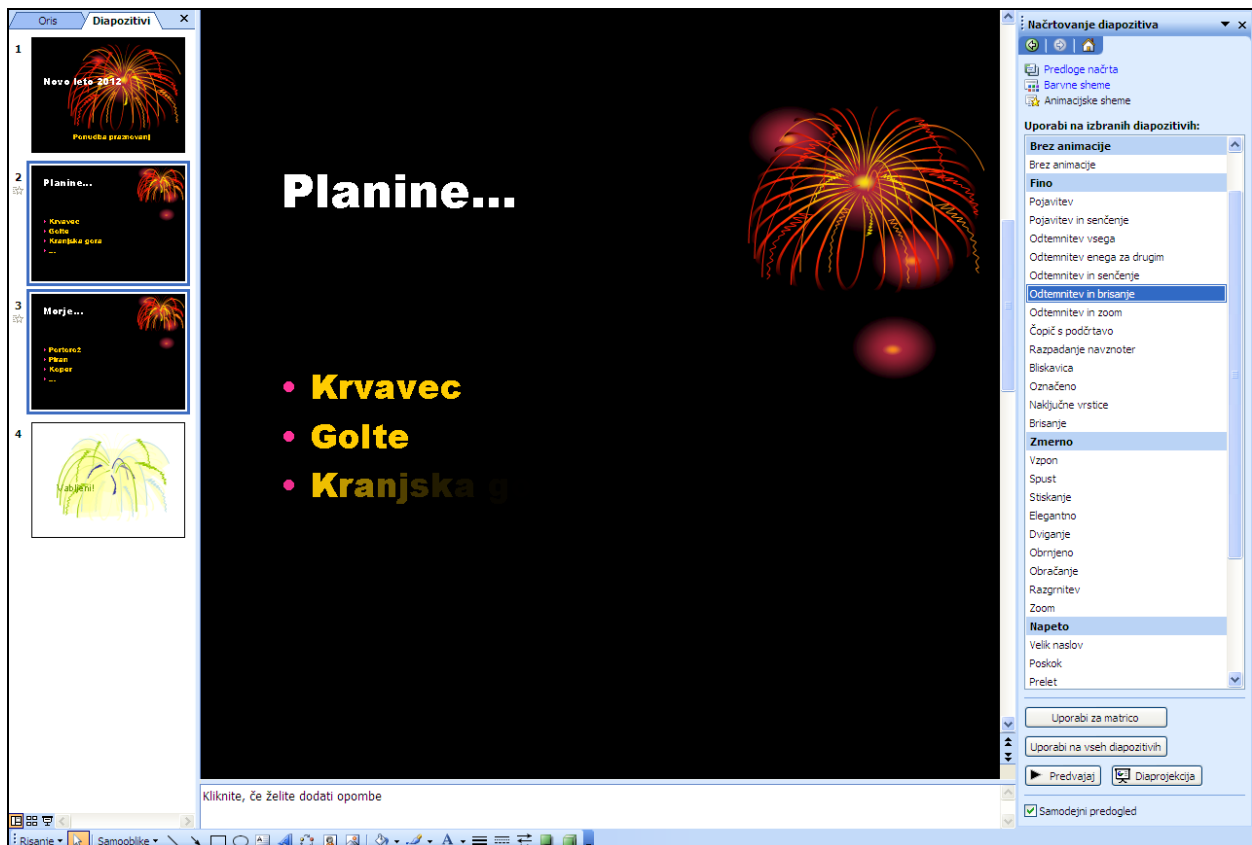 Oris
Diapozitivi
1
Novo leto 2012
Ponudba praznovanj
2
Planine...
Krvavec
Golte
Kranjska gora
...
3
Morje...
Portorož
Piran
Koper
...
4
Vabljeni!
Planine...
• Krvavec
• Golte
• Kranjska g
Kliknite, če želite dodati opombe
Načrtovanje diapozitiva
Predloge načrta
Barvne sheme
Animacijske sheme
Uporabi na izbranih diapozitivih:
Brez animacije
Brez animacije
Fino
Pojavitev
Pojavitev in senčenje
Odtemnitev vsega
Odtemnitev enega za drugim
Odtemnitev in senčenje
Odtemnitev in brisanje
Odtemnitev in zoom
Čopič s podčrtavo
Razpadanje navznoter
Bliskavica
Označeno
Naključne vrstice
Brisanje
Zmerno
Vzpon
Spust
Stiskanje
Elegantno
Dviganje
Obrnjeno
Obračanje
Razgrnitev
Zoom
Napeto
Velik naslov
Poskok
Prelet
Uporabi za matrico
Uporabi na vseh diapozitivih
Predvajaj
Diaprojekcija
Samodejni predogled
Risanje
Samooblike